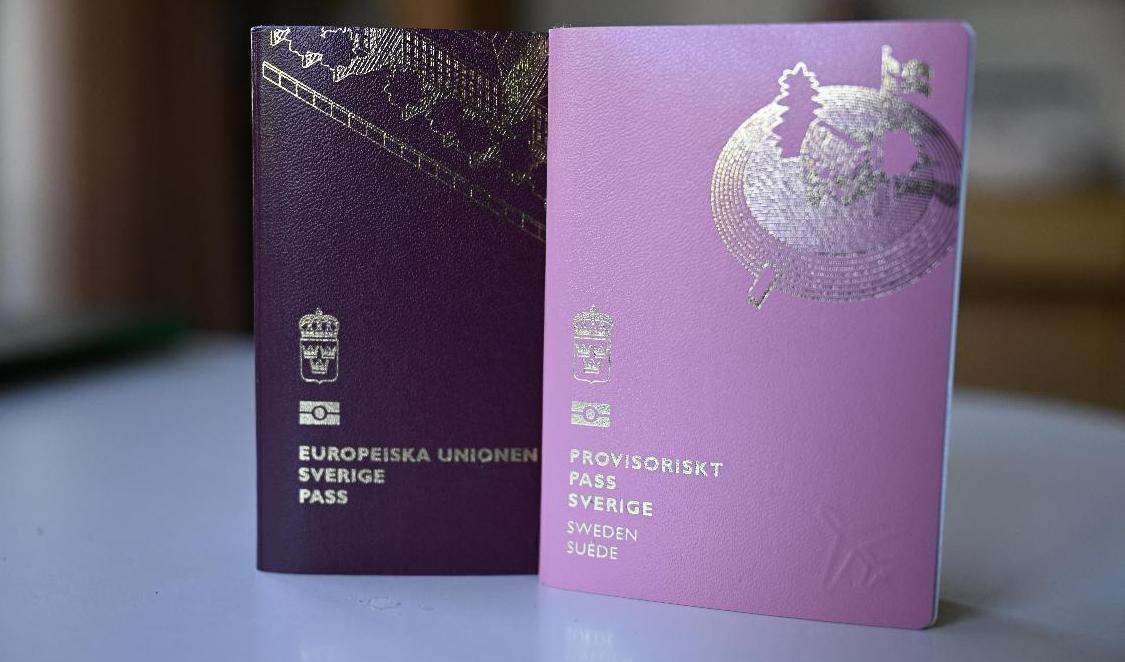 EUROPEISKA UNIONEN
SVERIGE
PASS
PROVISORISKT
PASS
SVERIGE
SWEDEN
SUÈDE